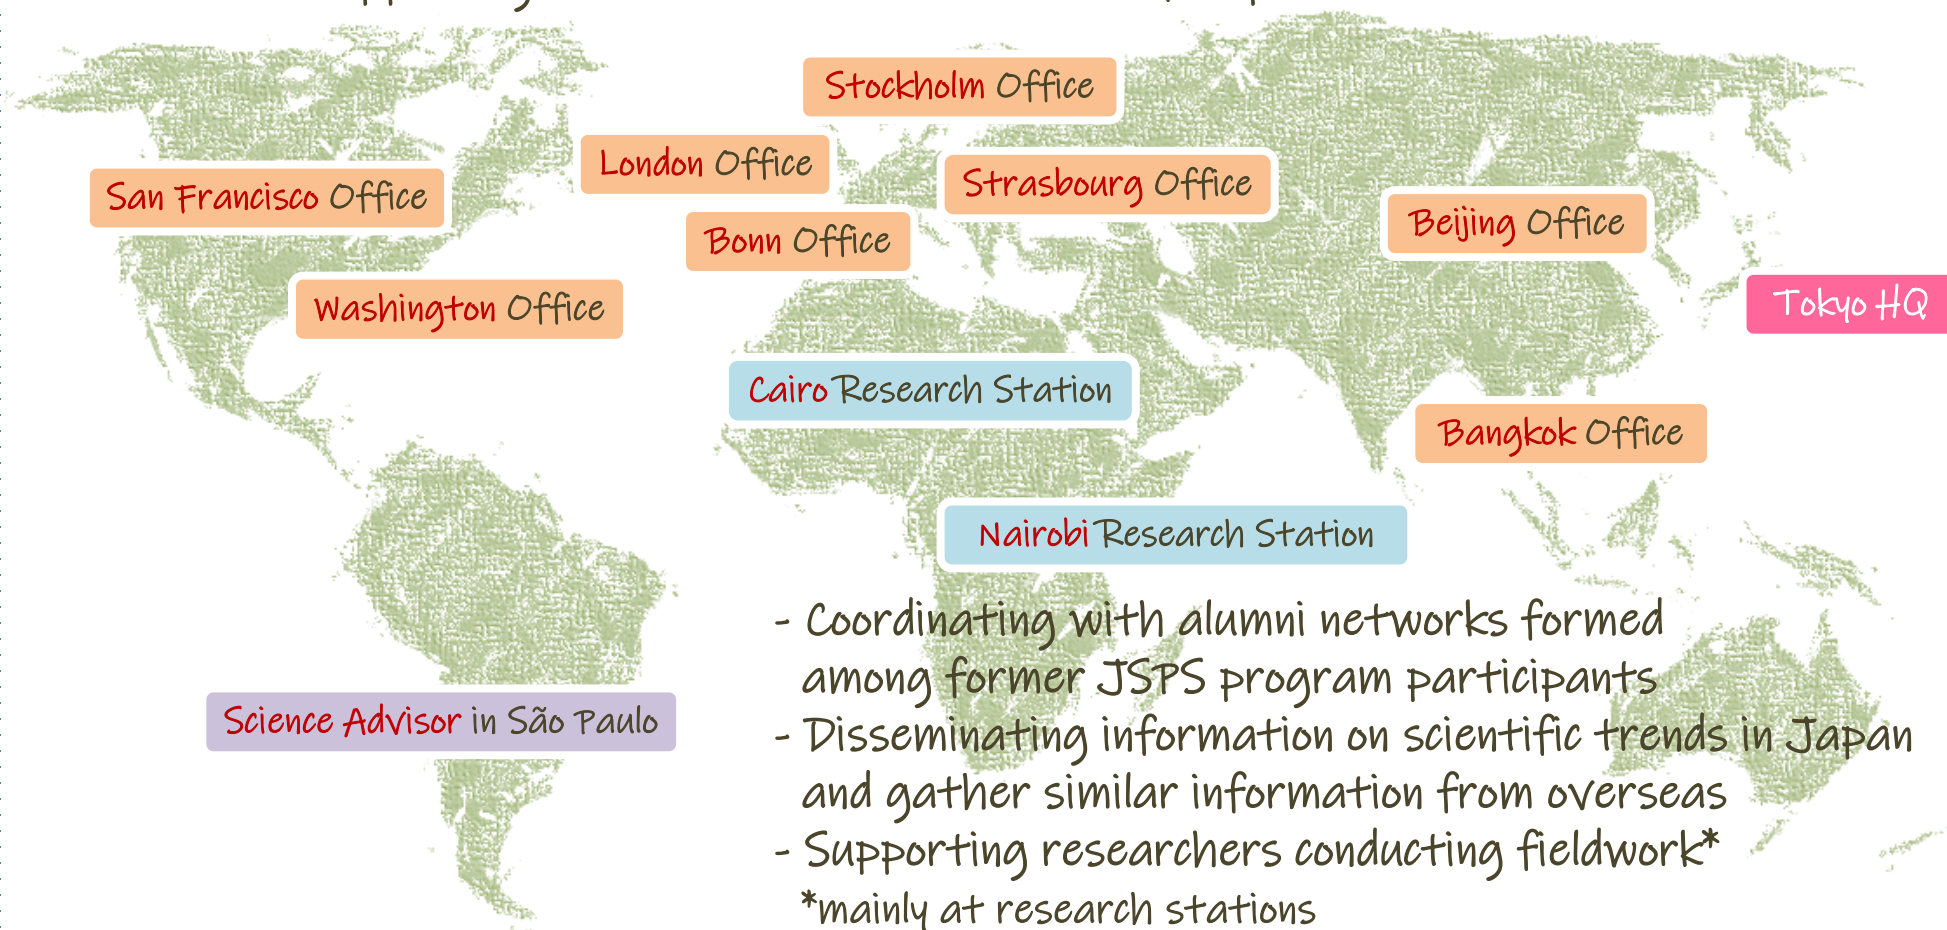 Stockholm Office
London Office
San Francisco Office
Strasbourg Office
Beijing Office
Bonn Office
Washington Office
Tokyo HQ
Cairo Research Station
Bangkok Office
Nairobi Research Station
Science Advisor in São Paulo
- Coordinating with alumni networks formed
among former JSPS program participants
- Disseminating information on scientific trends in Japan
and gather similar information from overseas
- Supporting researchers conducting fieldwork*
*mainly at research stations